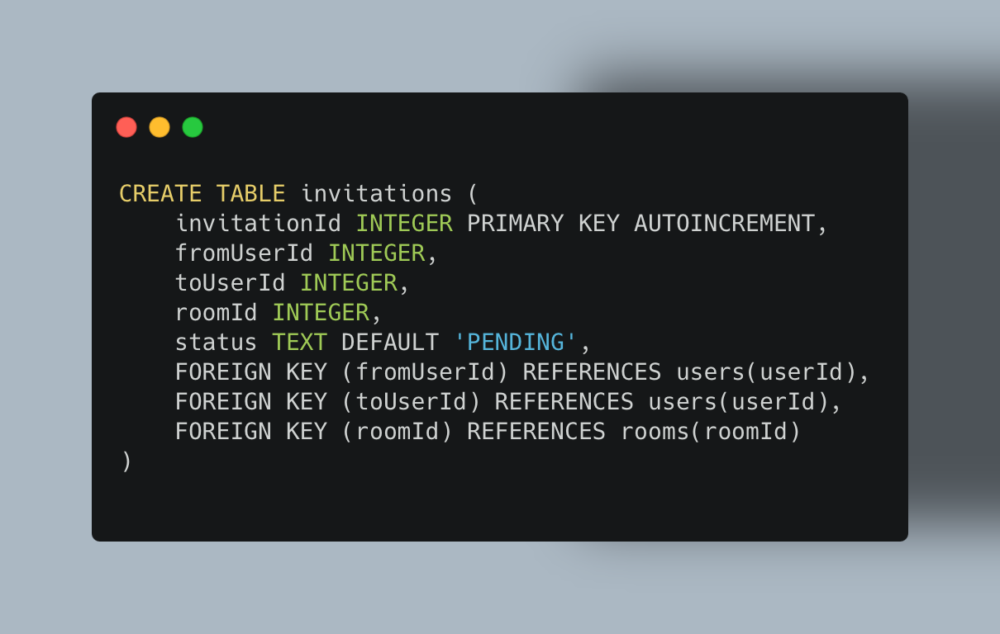 CREATE TABLE invitations (
    invitationId INTEGER PRIMARY KEY AUTOINCREMENT,
    fromUserId INTEGER,
    toUserId INTEGER,
    roomId INTEGER,
    status TEXT DEFAULT 'PENDING',
    FOREIGN KEY (fromUserId) REFERENCES users(userId),
    FOREIGN KEY (toUserId) REFERENCES users(userId),
    FOREIGN KEY (roomId) REFERENCES rooms(roomId)
)